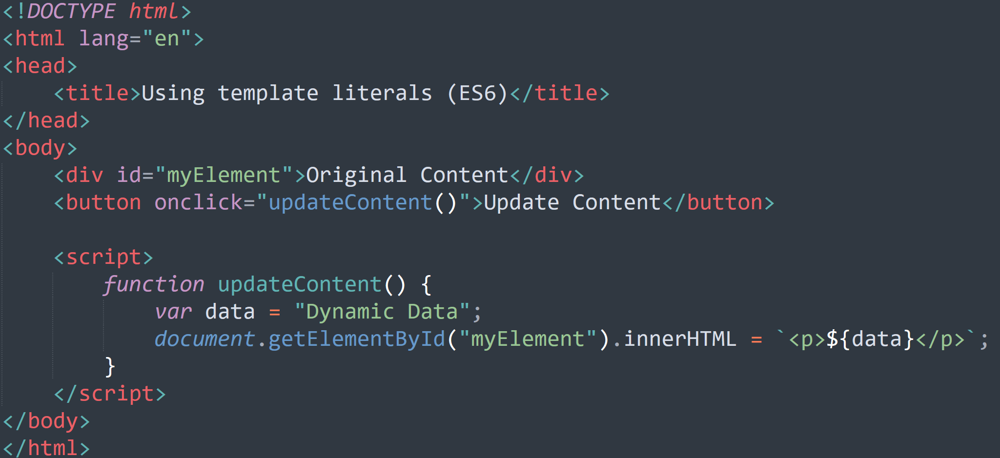 <!DOCTYPE html>
<html lang="en">
<head>
    <title>Using template literals (ES6)</title>
</head>
<body>
    <div id="myElement">Original Content</div>
    <button onclick="updateContent()">Update Content</button>

    <script>
        function updateContent() {
            var data = "Dynamic Data";
            document.getElementById("myElement").innerHTML = `<p>${data}</p>`;
        }
    </script>
</body>
</html>